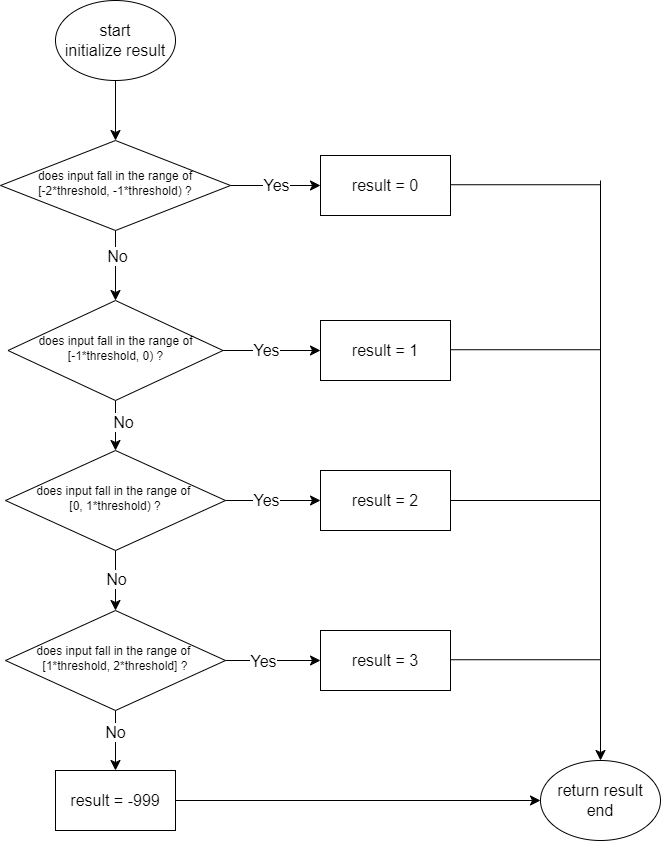 start
initialize result
does input fall in the range of
[-2*threshold, -1*threshold) ?
Yes
result = 0
No
does input fall in the range of
[-1*threshold, 0) ?
Yes
result = 1
No
does input fall in the range of
[0, 1*threshold) ?
Yes
result = 2
No
does input fall in the range of
[1*threshold, 2*threshold] ?
Yes
result = 3
No
result = -999
return result
end